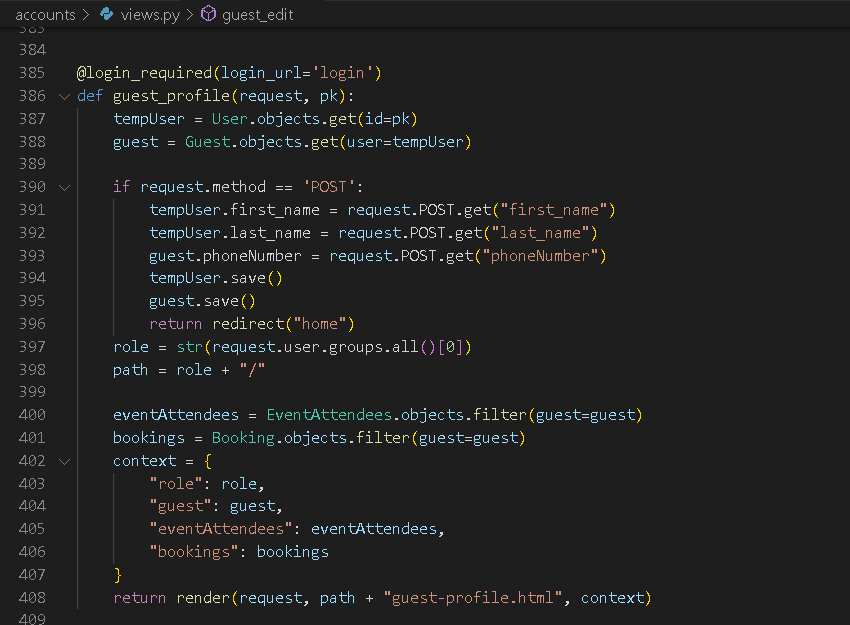 accounts > views.py > guest_edit
383
384
385 @login_required(login_url='login')
386 def guest_profile(request, pk):
387 tempUser = User.objects.get(id=pk)
388 guest = Guest.objects.get(user=tempUser)
389
390 if request.method == 'POST':
391 tempUser.first_name = request.POST.get("first_name")
392 tempUser.last_name = request.POST.get("last_name")
393 guest.phoneNumber = request.POST.get("phoneNumber")
394 tempUser.save()
395 guest.save()
396 return redirect("home")
397 role = str(request.user.groups.all()[0])
398 path = role + "/"
399
400 eventAttendees = EventAttendees.objects.filter(guest=guest)
401 bookings = Booking.objects.filter(guest=guest)
402 context = {
403 "role": role,
404 "guest": guest,
405 "eventAttendees": eventAttendees,
406 "bookings": bookings
407 }
408 return render(request, path + "guest-profile.html", context)
409